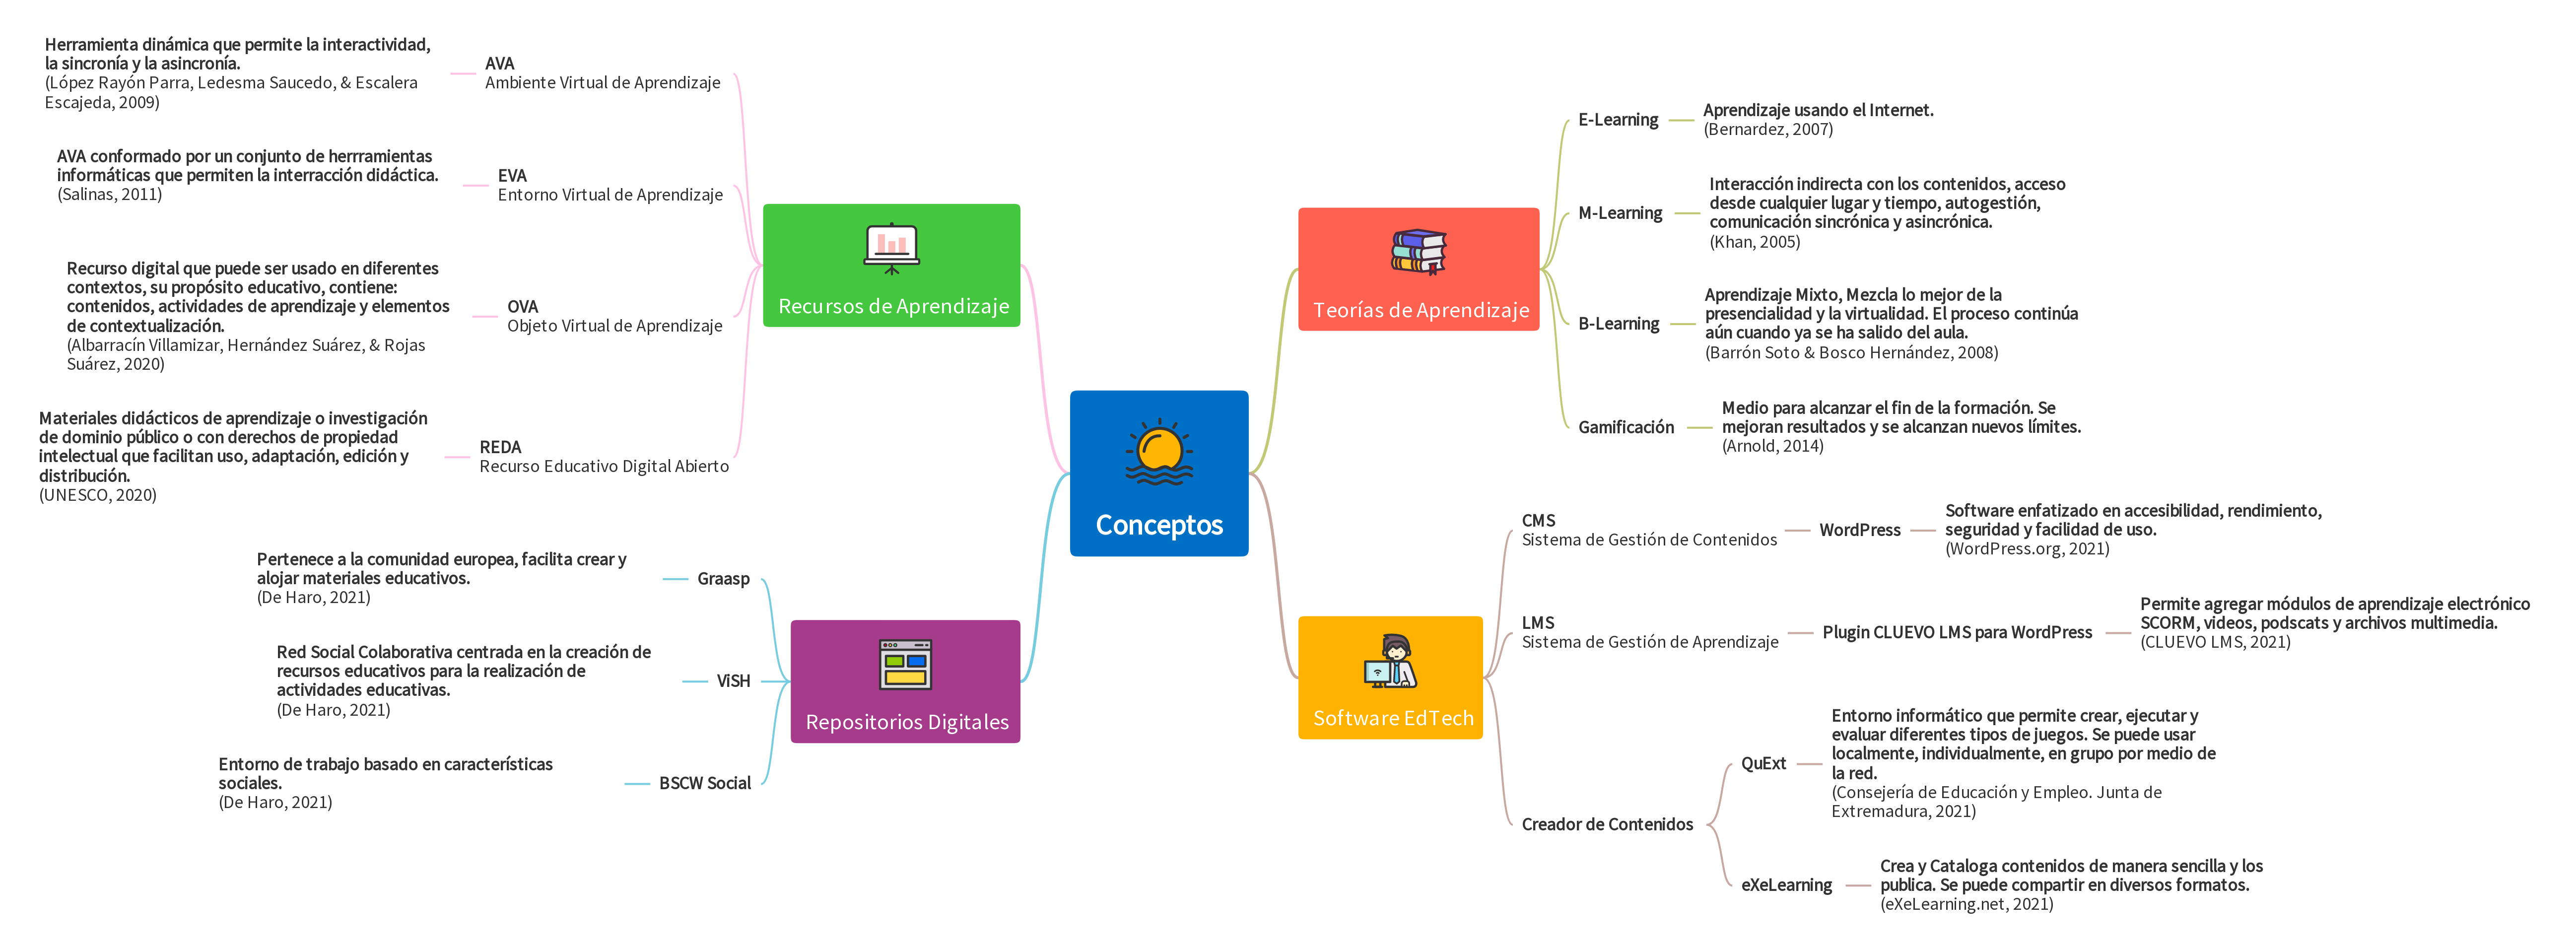 Conceptos
Recursos de Aprendizaje
AVA
Ambiente Virtual de Aprendizaje
Herramienta dinámica que permite la interactividad,
la sincronía y la asincronía.
(López Rayón Parra, Ledesma Saucedo, & Escalera
Escajeda, 2009)
EVA
Entorno Virtual de Aprendizaje
AVA conformado por un conjunto de herrramientas
informáticas que permiten la interracción didáctica.
(Salinas, 2011)
OVA
Objeto Virtual de Aprendizaje
Recurso digital que puede ser usado en diferentes
contextos, su propósito educativo, contiene:
contenidos, actividades de aprendizaje y elementos
de contextualización.
(Albarracín Villamizar, Hernández Suárez, & Rojas
Suárez, 2020)
REDA
Recurso Educativo Digital Abierto
Materiales didácticos de aprendizaje o investigación
de dominio público o con derechos de propiedad
intelectual que facilitan uso, adaptación, edición y
distribución.
(UNESCO, 2020)
Repositorios Digitales
Graasp
Pertenece a la comunidad europea, facilita crear y
alojar materiales educativos.
(De Haro, 2021)
ViSH
Red Social Colaborativa centrada en la creación de
recursos educativos para la realización de
actividades educativas.
(De Haro, 2021)
BSCW Social
Entorno de trabajo basado en características
sociales.
(De Haro, 2021)
Teorías de Aprendizaje
E-Learning
Aprendizaje usando el Internet.
(Bernardez, 2007)
M-Learning
Interacción indirecta con los contenidos, acceso
desde cualquier lugar y tiempo, autogestión,
comunicación sincrónica y asincrónica.
(Khan, 2005)
B-Learning
Aprendizaje Mixto, Mezcla lo mejor de la
presencialidad y la virtualidad. El proceso continúa
aún cuando ya se ha salido del aula.
(Barrón Soto & Bosco Hernández, 2008)
Gamificación
Medio para alcanzar el fin de la formación. Se
mejoran resultados y se alcanzan nuevos límites.
(Arnold, 2014)
Software EdTech
CMS
Sistema de Gestión de Contenidos
WordPress
Software enfatizado en accesibilidad, rendimiento,
seguridad y facilidad de uso.
(WordPress.org, 2021)
LMS
Sistema de Gestión de Aprendizaje
Plugin CLUEVO LMS para WordPress
Permite agregar módulos de aprendizaje electrónico
SCORM, videos, podscats y archivos multimedia.
(CLUEVO LMS, 2021)
Creador de Contenidos
QuExt
Entorno informático que permite crear, ejecutar y
evaluar diferentes tipos de juegos. Se puede usar
localmente, individualmente, en grupo por medio de
la red.
(Consejería de Educación y Empleo. Junta de
Extremadura, 2021)
eXeLearning
Crea y Cataloga contenidos de manera sencilla y los
publica. Se puede compartir en diversos formatos.
(eXeLearning.net, 2021)